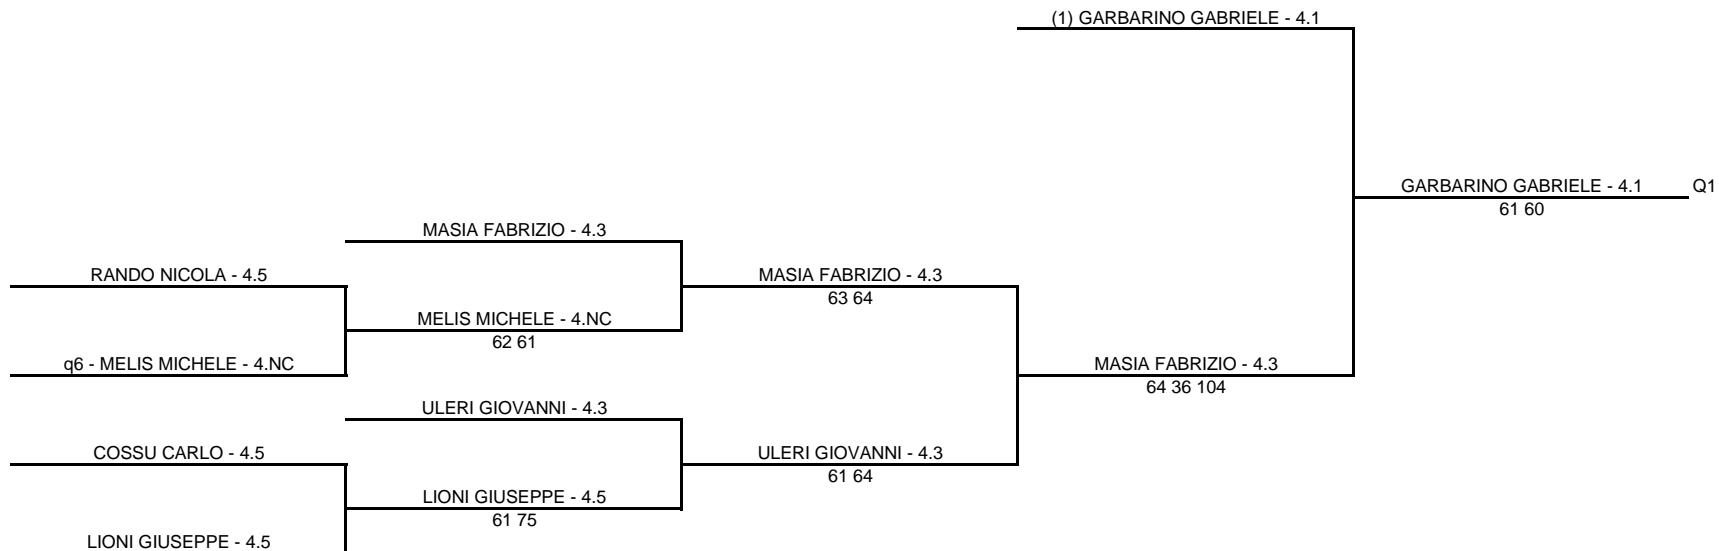 (1) GARBARINO GABRIELE - 4.1
GARBARINO GABRIELE - 4.1 Q1
61 60
MASIA FABRIZIO - 4.3
RANDO NICOLA - 4.5
MASIA FABRIZIO - 4.3
63 64
MELIS MICHELE - 4.NC
62 61
q6 - MELIS MICHELE - 4.NC
MASIA FABRIZIO - 4.3
64 36 104
ULERI GIOVANNI - 4.3
COSSU CARLO - 4.5
ULERI GIOVANNI - 4.3
61 64
LIONI GIUSEPPE - 4.5
61 75
LIONI GIUSEPPE - 4.5